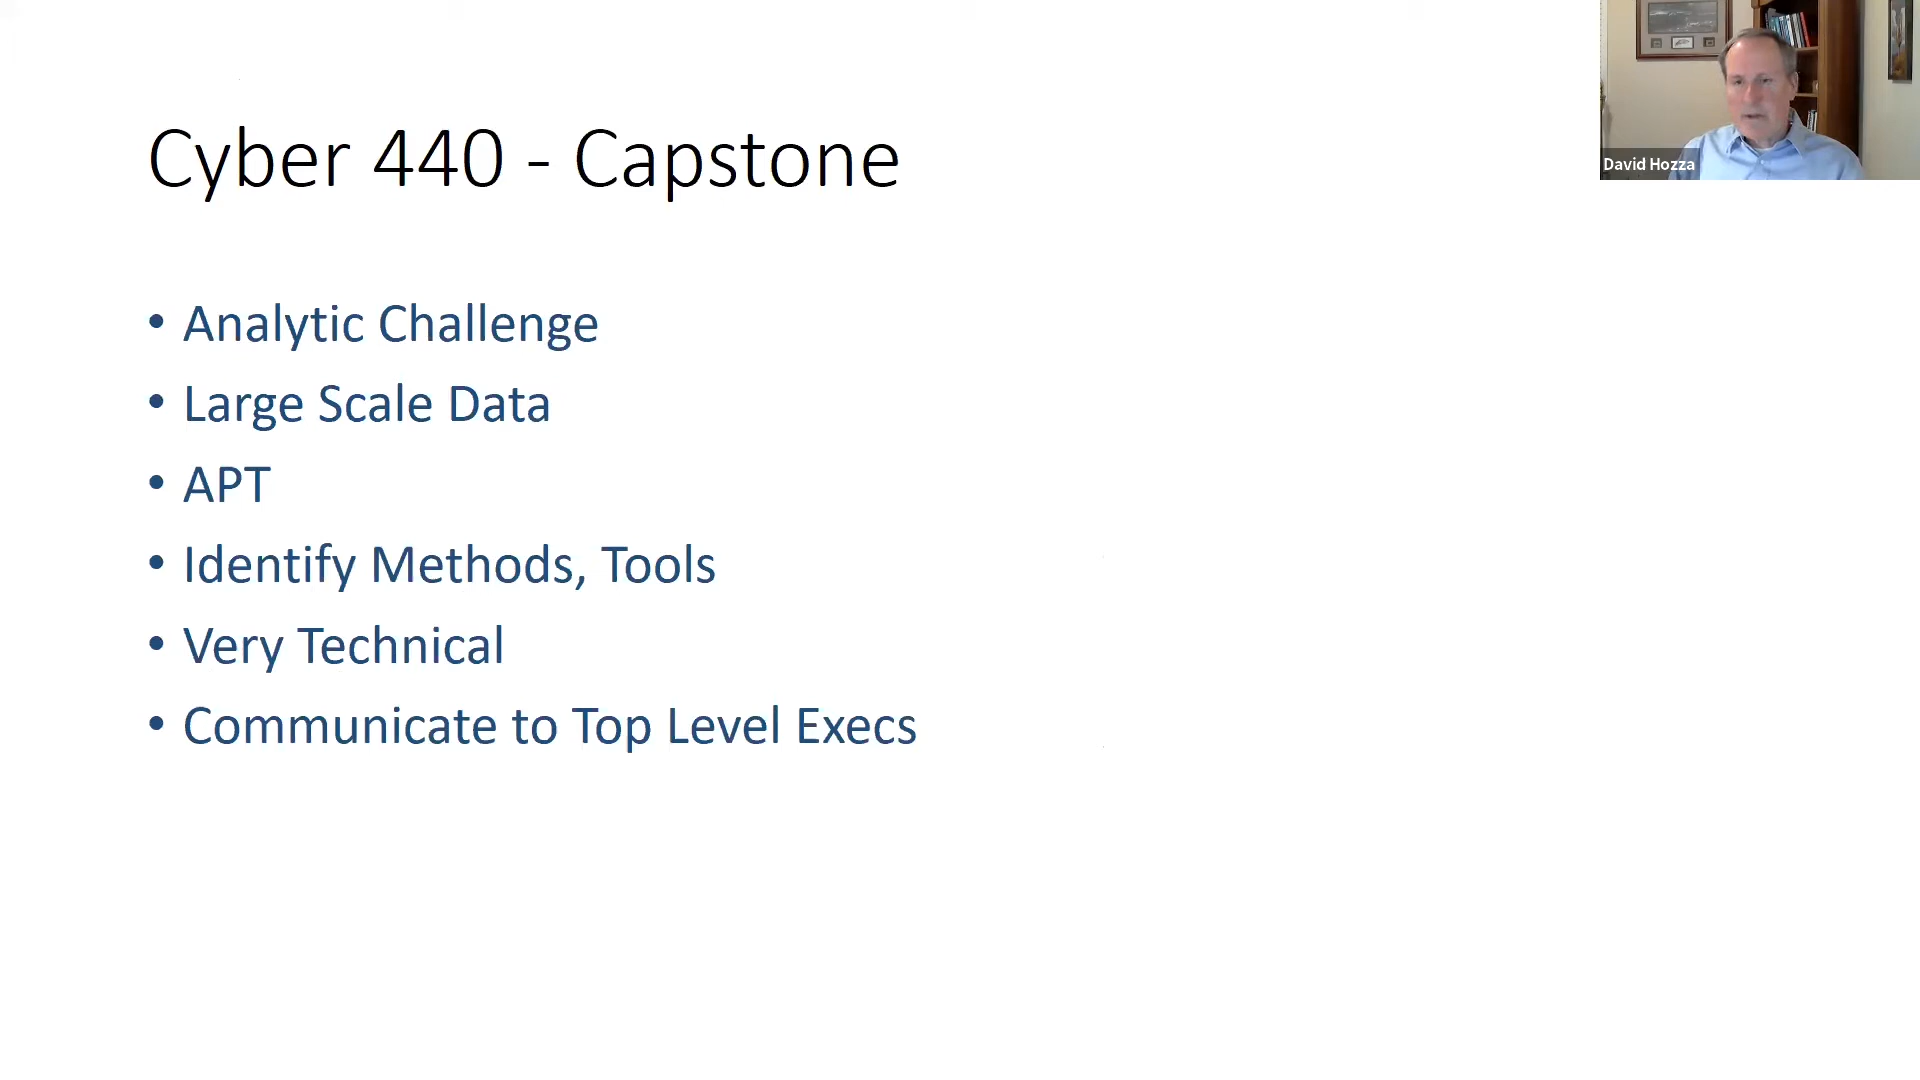 Cyber 440 - Capstone
• Analytic Challenge
• Large Scale Data
• APT
• Identify Methods, Tools
• Very Technical
• Communicate to Top Level Execs
David Hozza